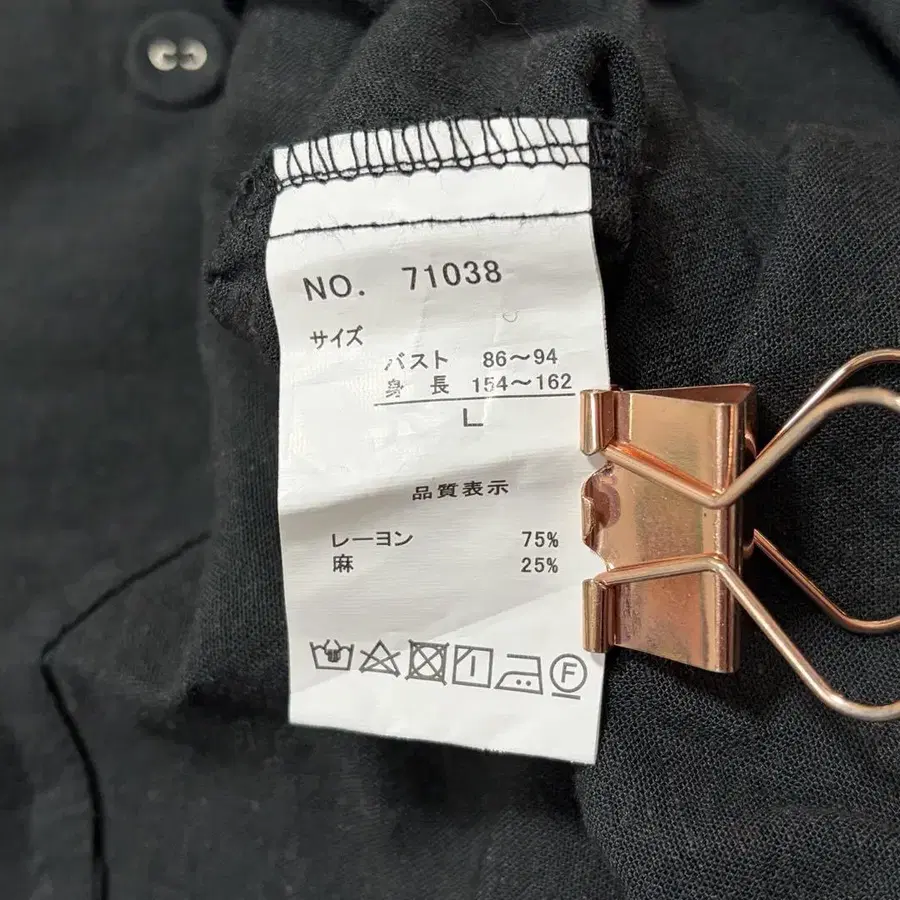 NO. 71038
サイズ
バスト 86～94
身長 154～162
L
品質表示
レーヨン 75%
麻 25%
F